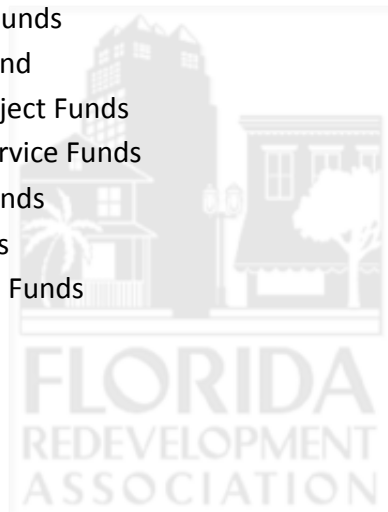 unds
nd
ject Funds
rvice Funds
nds
s
Funds
FLORIDA
REDEVELOPMENT
ASSOCIATION